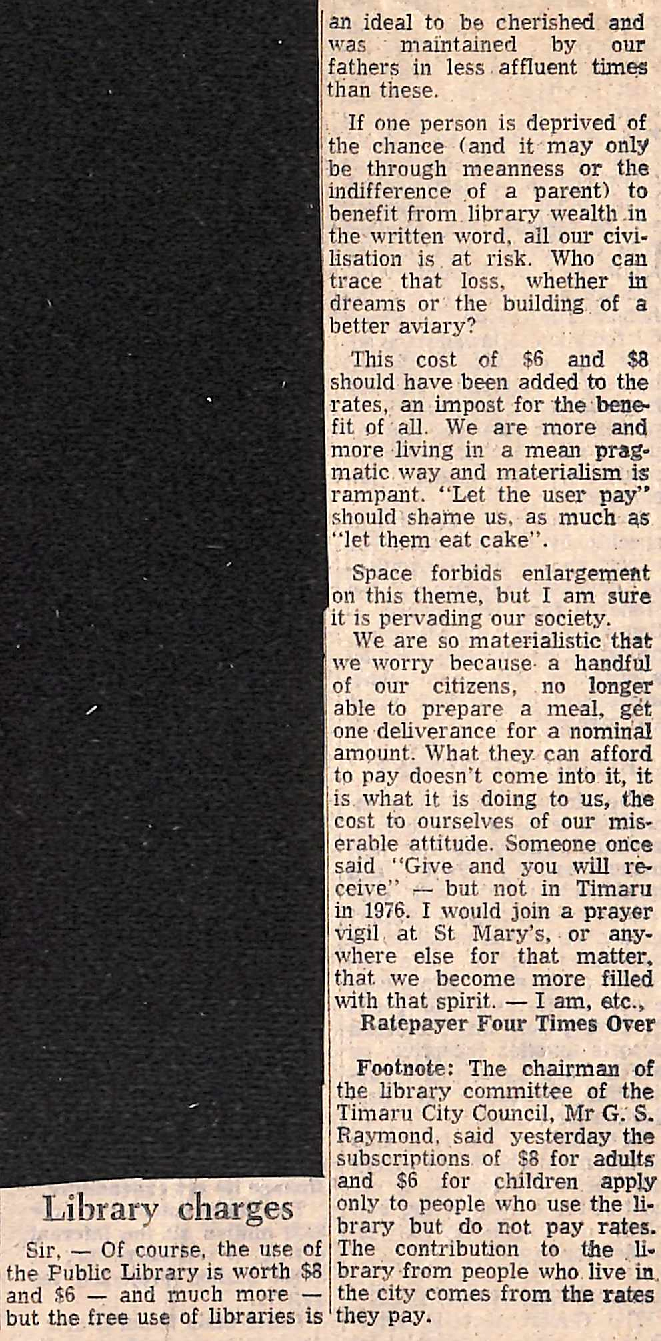 Library charges
Sir, — Of course, the use of
the Public Library is worth $8
and $6 — and much more —
but the free use of libraries is
an ideal to be cherished and
was maintained by our
fathers in less affluent times
than these.
If one person is deprived of
the chance (and it may only
be through meanness or the
indifference of a parent) to
benefit from library wealth in
the written word, all our civi-
lisation is at risk. Who can
trace that loss, whether in
dreams or the building of a
better aviary?
This cost of $6 and $8
should have been added to the
rates, an impost for the bene-
fit of all. We are more and
more living in a mean prag-
matic way and materialism is
rampant. "Let the user pay"
should shame us, as much as
"let them eat cake".
Space forbids enlargement
on this theme, but I am sure
it is pervading our society.
We are so materialistic that
we worry because a handful
of our citizens, no longer
able to prepare a meal, get
one deliverance for a nominal
amount. What they can afford
to pay doesn't come into it, it
is what it is doing to us, the
cost to ourselves of our mis-
erable attitude. Someone once
said "Give and you will re-
ceive" — but not in Timaru
in 1976. I would join a prayer
vigil at St Mary's, or any-
where else for that matter,
that we become more filled
with that spirit. — I am, etc.,
Ratepayer Four Times Over
Footnote: The chairman of
the library committee of the
Timaru City Council, Mr G. S.
Raymond, said yesterday the
subscriptions of $8 for adults
and $6 for children apply
only to people who use the li-
brary but do not pay rates.
The contribution to the li-
brary from people who live in
the city comes from the rates
they pay.